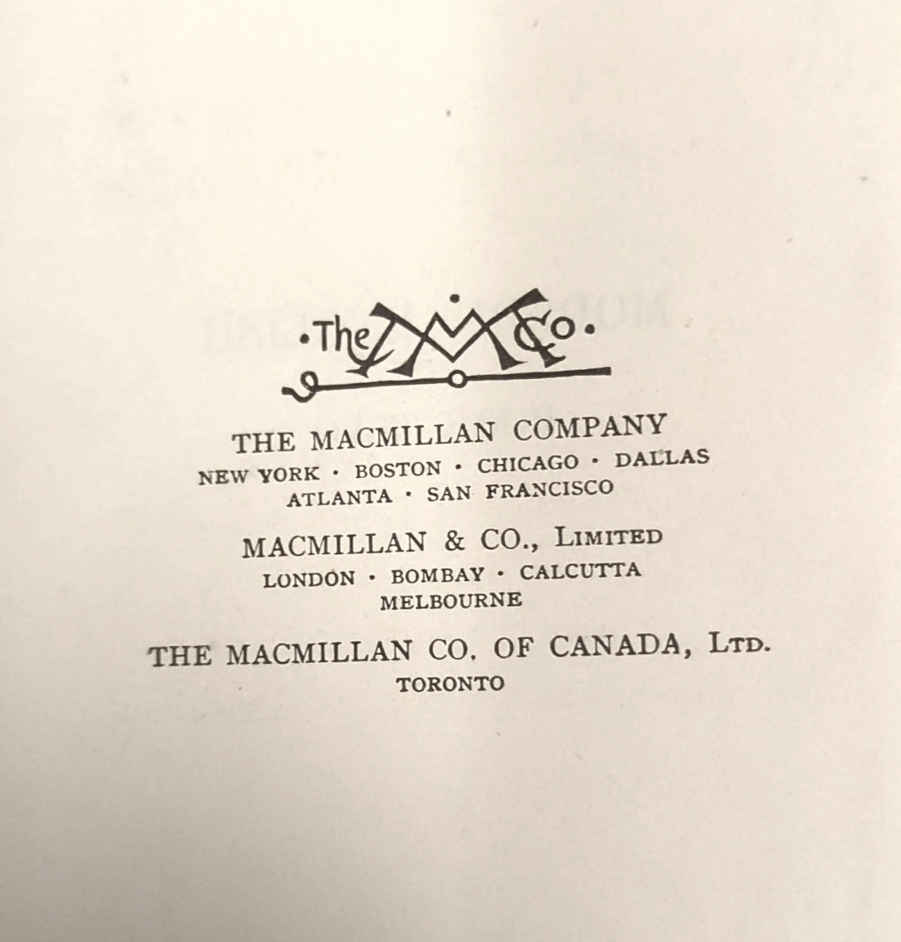 ·The M Co·
THE MACMILLAN COMPANY
NEW YORK · BOSTON · CHICAGO · DALLAS
ATLANTA · SAN FRANCISCO
MACMILLAN & CO., LIMITED
LONDON · BOMBAY · CALCUTTA
MELBOURNE
THE MACMILLAN CO. OF CANADA, LTD.
TORONTO